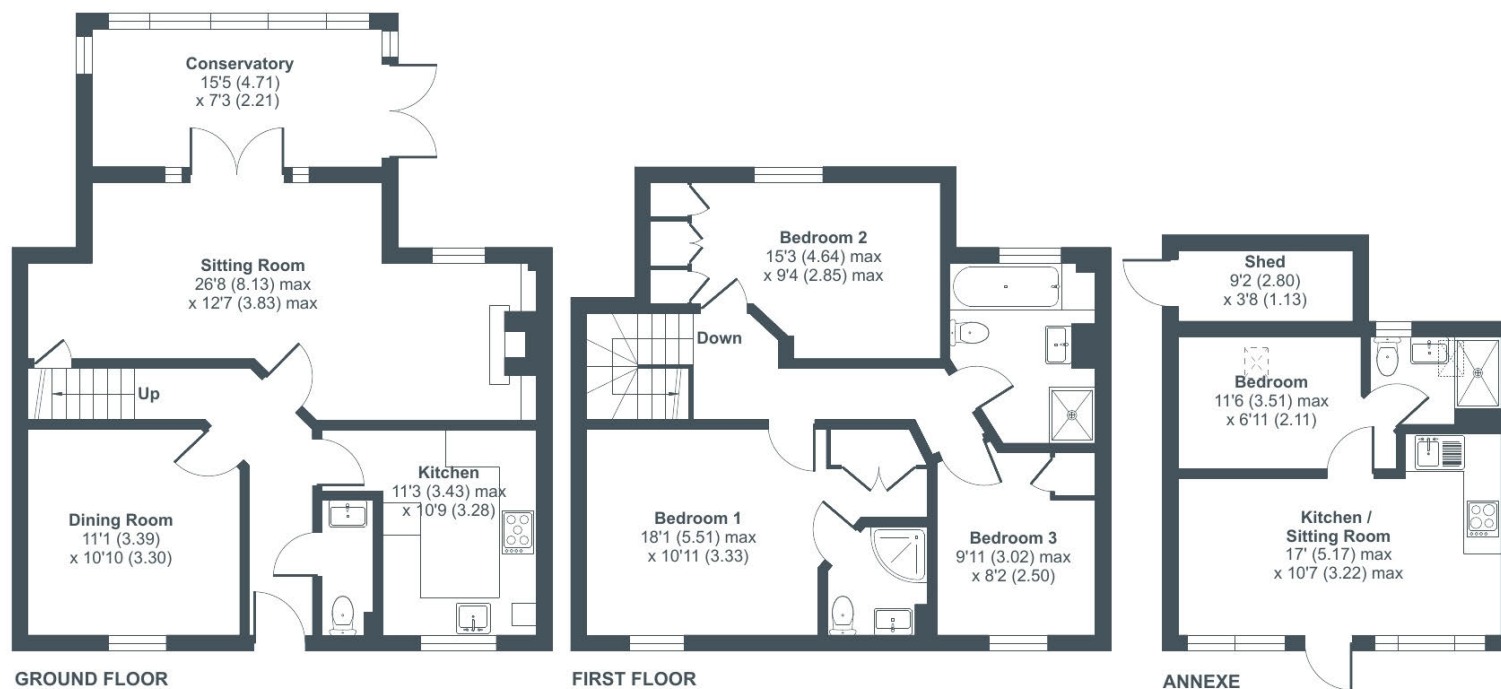 Conservatory
15'5 (4.71)
x 7'3 (2.21)
Sitting Room
26'8 (8.13) max
x 12'7 (3.83) max
Up
Kitchen
11'3 (3.43) max
x 10'9 (3.28)
Dining Room
11'1 (3.39)
x 10'10 (3.30)
GROUND FLOOR
Bedroom 2
15'3 (4.64) max
x 9'4 (2.85) max
Down
Bedroom 1
18'1 (5.51) max
x 10'11 (3.33)
Bedroom 3
9'11 (3.02) max
x 8'2 (2.50)
FIRST FLOOR
Shed
9'2 (2.80)
x 3'8 (1.13)
Bedroom
11'6 (3.51) max
x 6'11 (2.11)
Kitchen /
Sitting Room
17' (5.17) max
x 10'7 (3.22) max
ANNEXE